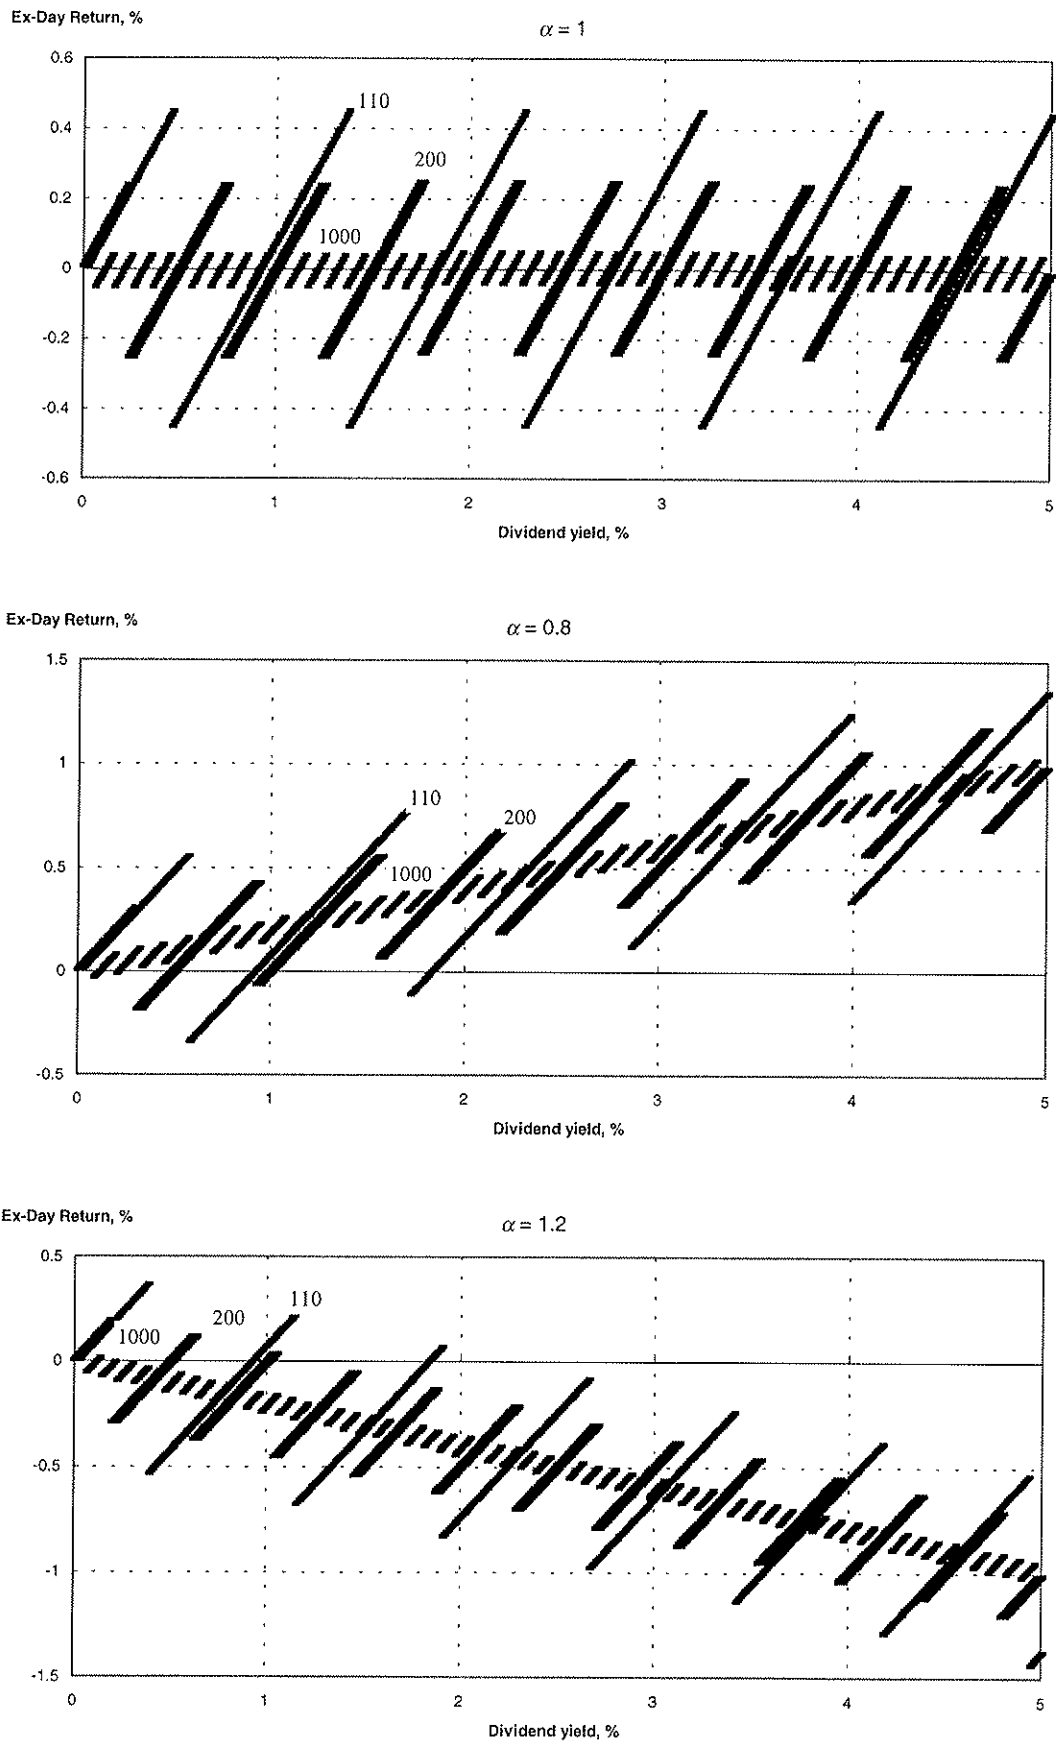 Ex-Day Return, %
α = 1
0.6
0.4
0.2
0
-0.2
-0.4
-0.6
110
200
1000
0 1 2 3 4 5
Dividend yield, %
Ex-Day Return, %
α = 0.8
1.5
1
0.5
0
-0.5
110
200
1000
0 1 2 3 4 5
Dividend yield, %
Ex-Day Return, %
α = 1.2
0.5
0
-0.5
-1
-1.5
110
200
1000
0 1 2 3 4 5
Dividend yield, %